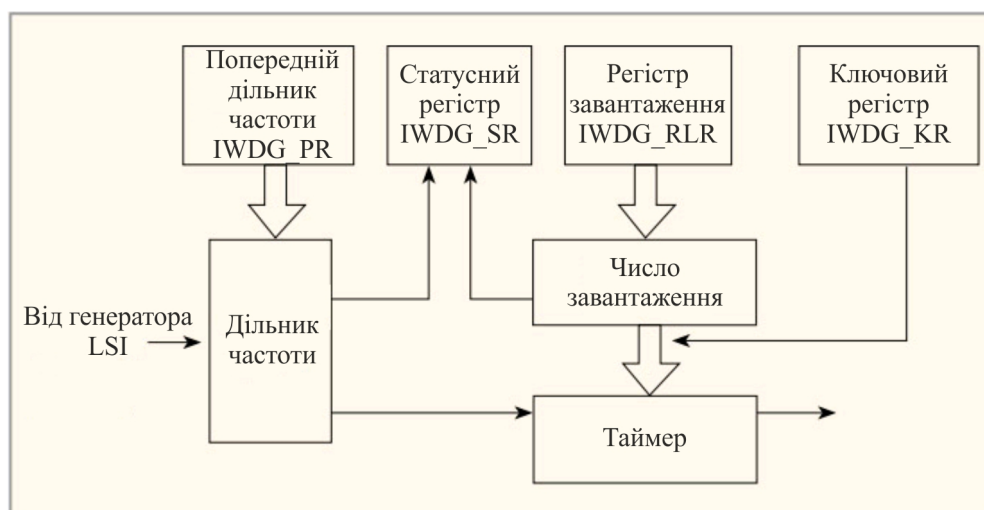 Попередній
дільник
частоти
IWDG_PR
Статусний
регістр
IWDG_SR
Регістр
завантаження
IWDG_RLR
Ключовий
регістр
IWDG_KR
Від генератора
LSI
Дільник
частоти
Число
завантаження
Таймер